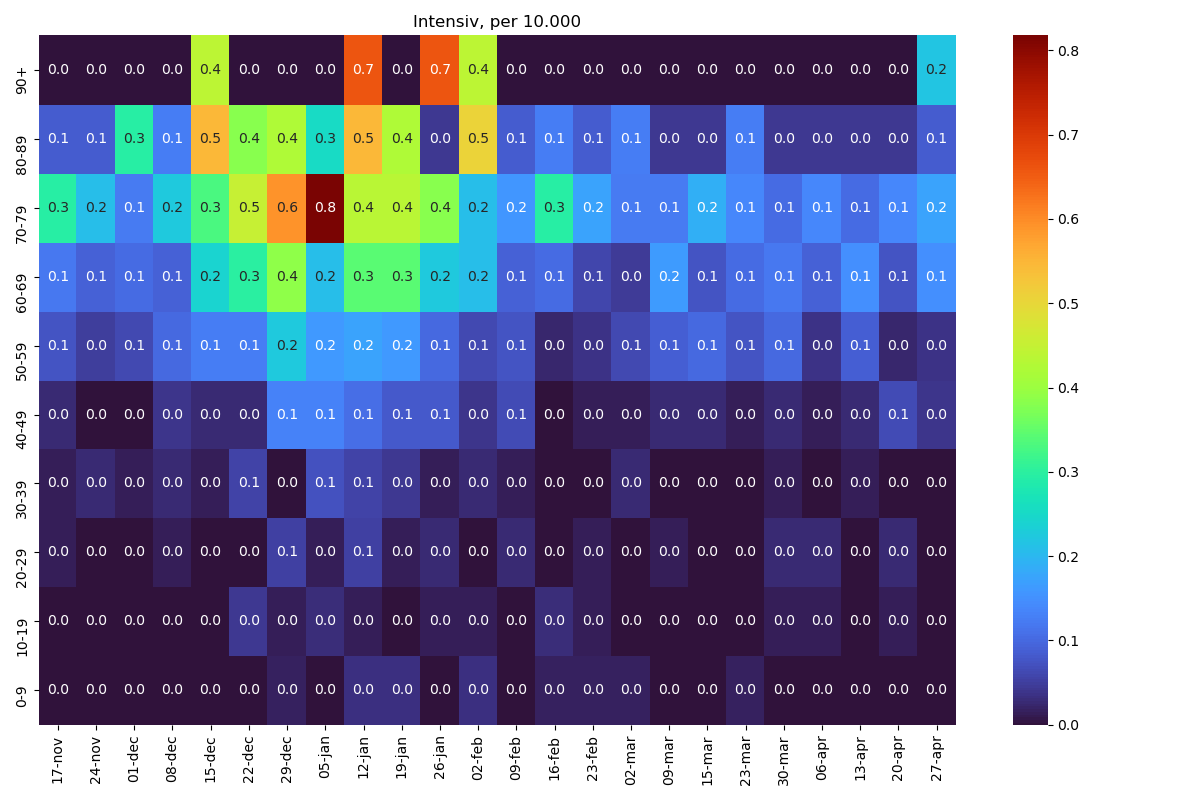 Intensiv, per 10.000
90+ 0.0 0.0 0.0 0.0 0.4 0.0 0.0 0.0 0.7 0.0 0.7 0.4 0.0 0.0 0.0 0.0 0.0 0.0 0.0 0.0 0.0 0.0 0.0 0.2
80-89 0.1 0.1 0.3 0.1 0.5 0.4 0.4 0.3 0.5 0.4 0.0 0.5 0.1 0.1 0.1 0.1 0.0 0.0 0.1 0.0 0.0 0.0 0.0 0.1
70-79 0.3 0.2 0.1 0.2 0.3 0.5 0.6 0.8 0.4 0.4 0.4 0.2 0.2 0.3 0.2 0.1 0.1 0.2 0.1 0.1 0.1 0.1 0.1 0.2
60-69 0.1 0.1 0.1 0.1 0.2 0.3 0.4 0.2 0.3 0.3 0.2 0.2 0.1 0.1 0.1 0.0 0.2 0.1 0.1 0.1 0.1 0.1 0.1 0.1
50-59 0.1 0.0 0.1 0.1 0.1 0.1 0.2 0.2 0.2 0.2 0.1 0.1 0.1 0.0 0.0 0.1 0.1 0.1 0.1 0.1 0.0 0.1 0.0 0.0
40-49 0.0 0.0 0.0 0.0 0.0 0.0 0.1 0.1 0.1 0.1 0.1 0.0 0.1 0.0 0.0 0.0 0.0 0.0 0.0 0.0 0.0 0.0 0.1 0.0
30-39 0.0 0.0 0.0 0.0 0.0 0.1 0.0 0.1 0.1 0.0 0.0 0.0 0.0 0.0 0.0 0.0 0.0 0.0 0.0 0.0 0.0 0.0 0.0 0.0
20-29 0.0 0.0 0.0 0.0 0.0 0.0 0.1 0.0 0.1 0.0 0.0 0.0 0.0 0.0 0.0 0.0 0.0 0.0 0.0 0.0 0.0 0.0 0.0 0.0
10-19 0.0 0.0 0.0 0.0 0.0 0.0 0.0 0.0 0.0 0.0 0.0 0.0 0.0 0.0 0.0 0.0 0.0 0.0 0.0 0.0 0.0 0.0 0.0 0.0
0-9 0.0 0.0 0.0 0.0 0.0 0.0 0.0 0.0 0.0 0.0 0.0 0.0 0.0 0.0 0.0 0.0 0.0 0.0 0.0 0.0 0.0 0.0 0.0 0.0
17-nov 24-nov 01-dec 08-dec 15-dec 22-dec 29-dec 05-jan 12-jan 19-jan 26-jan 02-feb 09-feb 16-feb 23-feb 02-mar 09-mar 15-mar 23-mar 30-mar 06-apr 13-apr 20-apr 27-apr
0.8
0.7
0.6
0.5
0.4
0.3
0.2
0.1
0.0